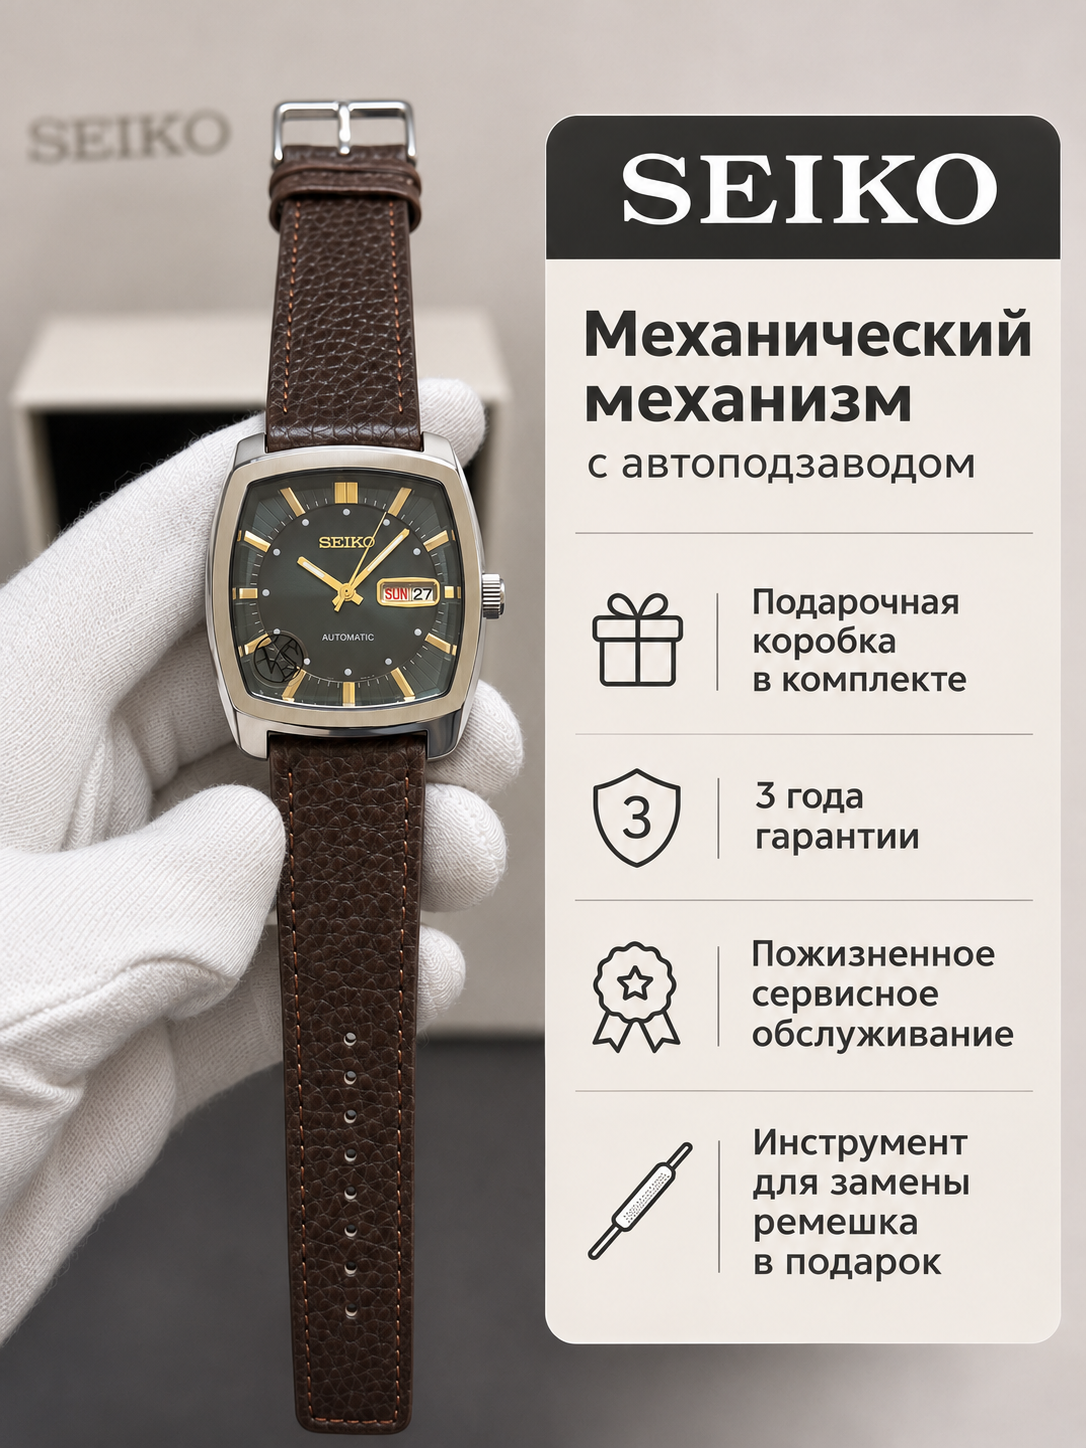 SEIKO
SEIKO
Механический
механизм
с автоподзаводом
SEIKO
SUN 27
AUTOMATIC
Подарочная
коробка
в комплекте
3
3 года
гарантии
Пожизненное
сервисное
обслуживание
Инструмент
для замены
ремешка
в подарок